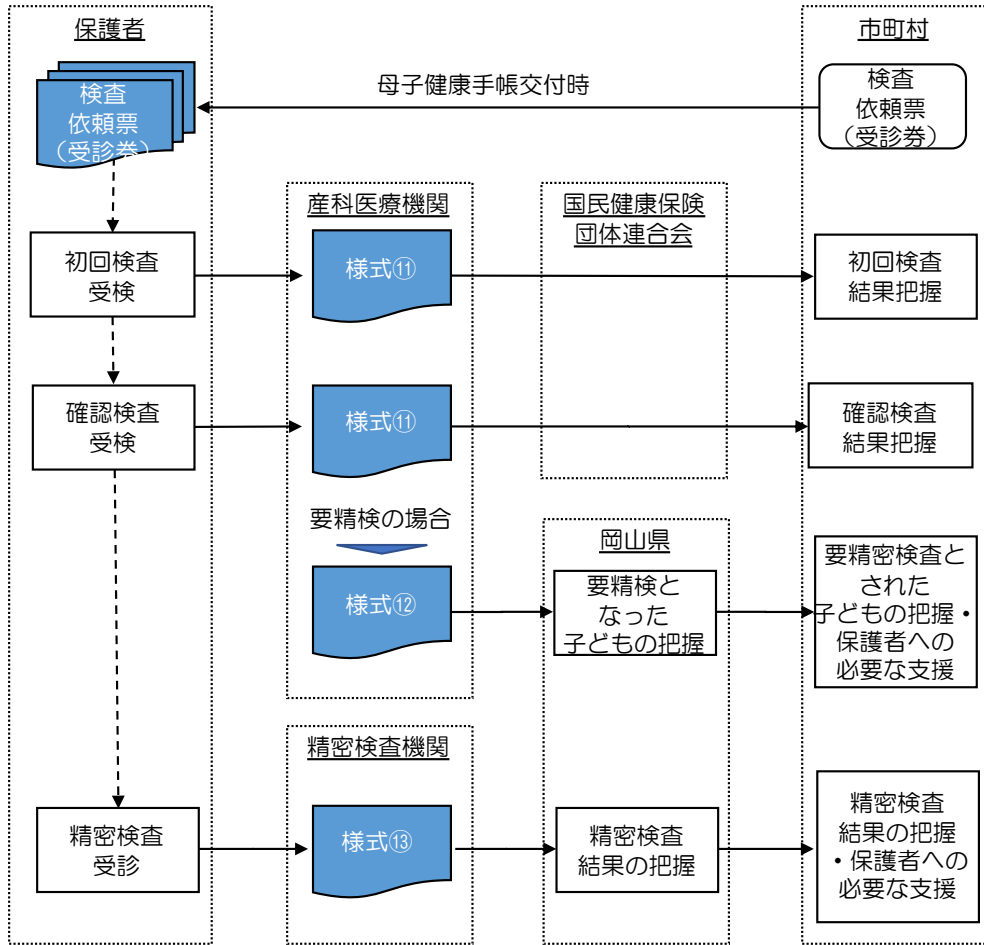 保護者
市町村
検査
依頼票
（受診券）
母子健康手帳交付時
検査
依頼票
（受診券）
産科医療機関
国民健康保険
団体連合会
初回検査
受検
様式⑪
初回検査
結果把握
確認検査
受検
様式⑪
確認検査
結果把握
要精検の場合
岡山県
様式⑫
要精検と
なった
子どもの把握
要精密検査と
された
子どもの把握・
保護者への
必要な支援
精密検査機関
精密検査
受診
様式⑬
精密検査
結果の把握
精密検査
結果の把握
・保護者への
必要な支援